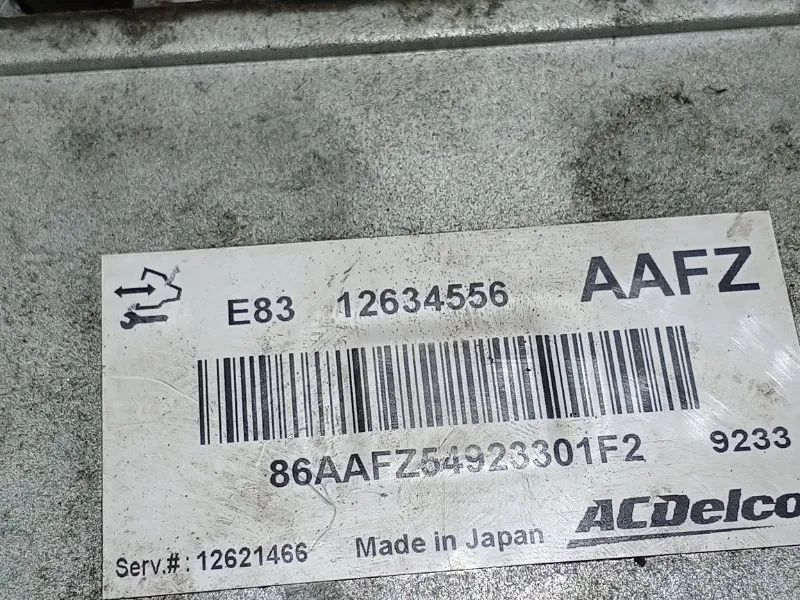 E83 12634556 AAFZ
86AAFZ54923301F2 9233
Serv.#: 12621466 Made in Japan ACDelco